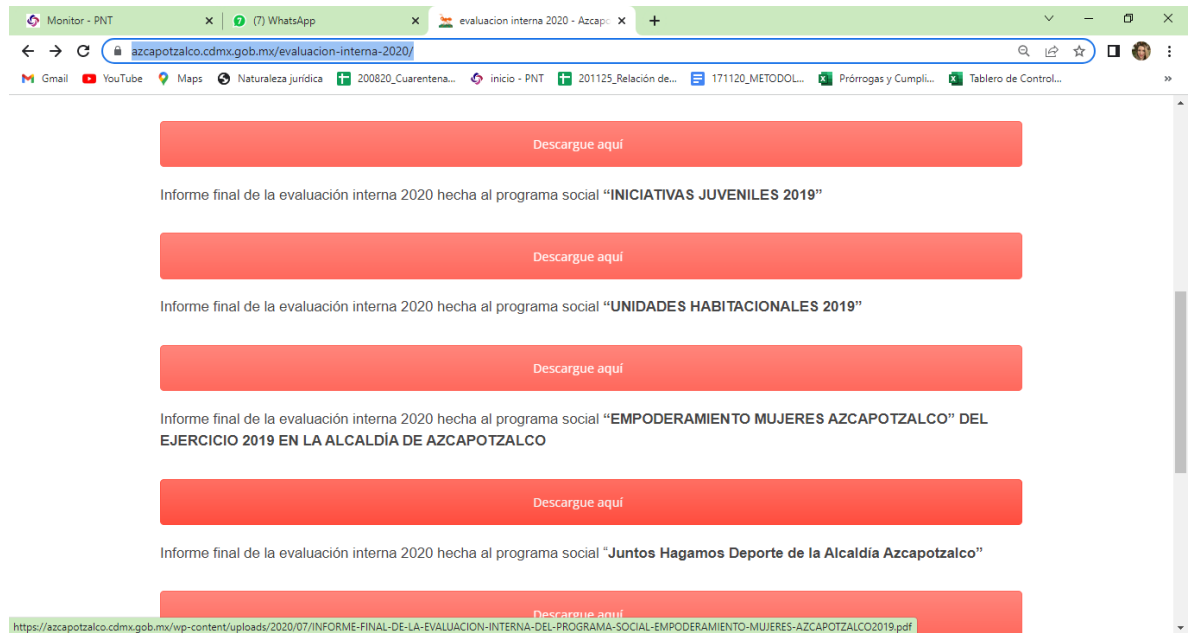 Monitor - PNT
(7) WhatsApp
evaluacion interna 2020 - Azcapo
azcapotzalco.cdmx.gob.mx/evaluacion-interna-2020/
Gmail YouTube Maps Naturaleza jurídica 200820_Cuarentena... inicio - PNT 201125_Relación de... 171120_METODOL... Prórrogas y Cumpli... Tablero de Control... »
Descargue aquí
Informe final de la evaluación interna 2020 hecha al programa social “INICIATIVAS JUVENILES 2019”
Descargue aquí
Informe final de la evaluación interna 2020 hecha al programa social “UNIDADES HABITACIONALES 2019”
Descargue aquí
Informe final de la evaluación interna 2020 hecha al programa social “EMPODERAMIENTO MUJERES AZCAPOTZALCO” DEL
EJERCICIO 2019 EN LA ALCALDÍA DE AZCAPOTZALCO
Descargue aquí
Informe final de la evaluación interna 2020 hecha al programa social “Juntos Hagamos Deporte de la Alcaldía Azcapotzalco”
Descargue aquí
https://azcapotzalco.cdmx.gob.mx/wp-content/uploads/2020/07/INFORME-FINAL-DE-LA-EVALUACION-INTERNA-DEL-PROGRAMA-SOCIAL-EMPODERAMIENTO-MUJERES-AZCAPOTZALCO2019.pdf